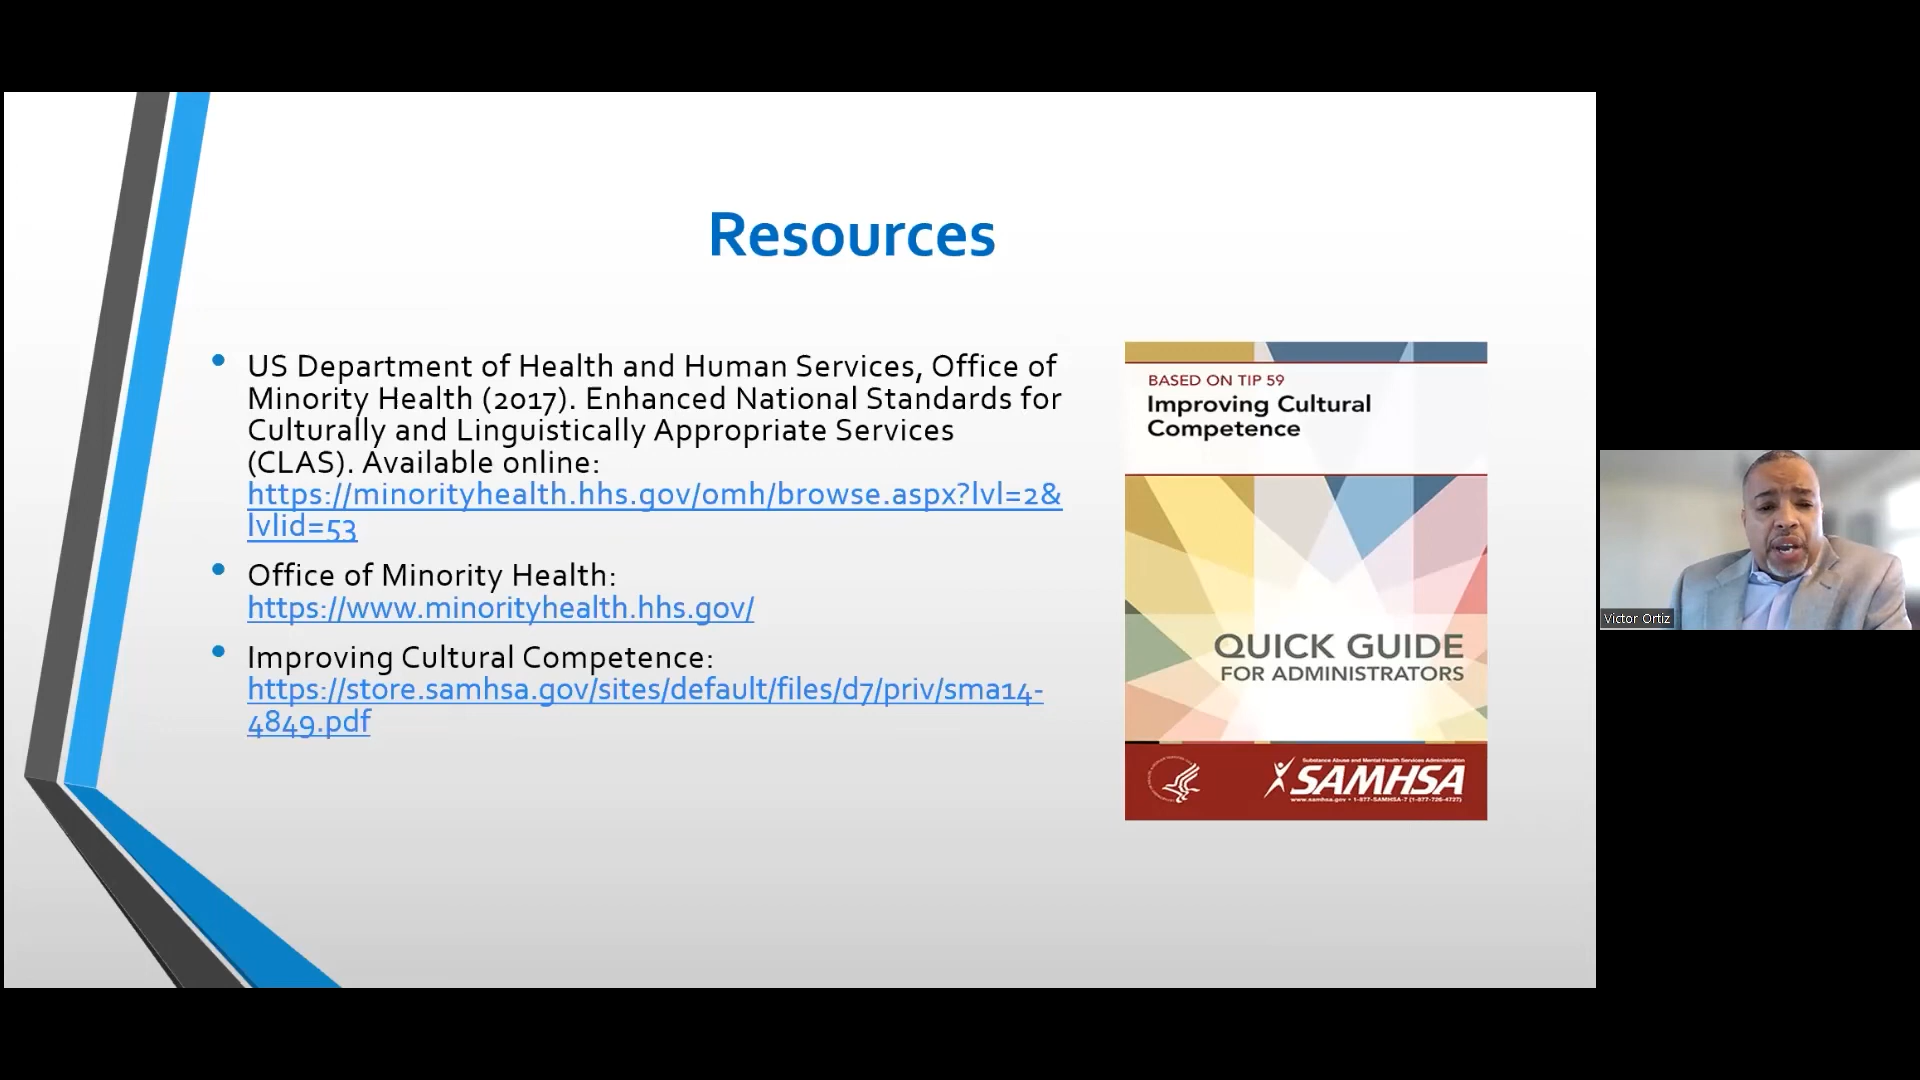 Resources
• US Department of Health and Human Services, Office of
Minority Health (2017). Enhanced National Standards for
Culturally and Linguistically Appropriate Services
(CLAS). Available online:
https://minorityhealth.hhs.gov/omh/browse.aspx?lvl=2&
lvlid=53
• Office of Minority Health:
https://www.minorityhealth.hhs.gov/
• Improving Cultural Competence:
https://store.samhsa.gov/sites/default/files/d7/priv/sma14-
4849.pdf
BASED ON TIP 59
Improving Cultural
Competence
QUICK GUIDE
FOR ADMINISTRATORS
Substance Abuse and Mental Health Services Administration
SAMHSA
www.samhsa.gov • 1-877-SAMHSA-7 (1-877-726-4727)
Victor Ortiz